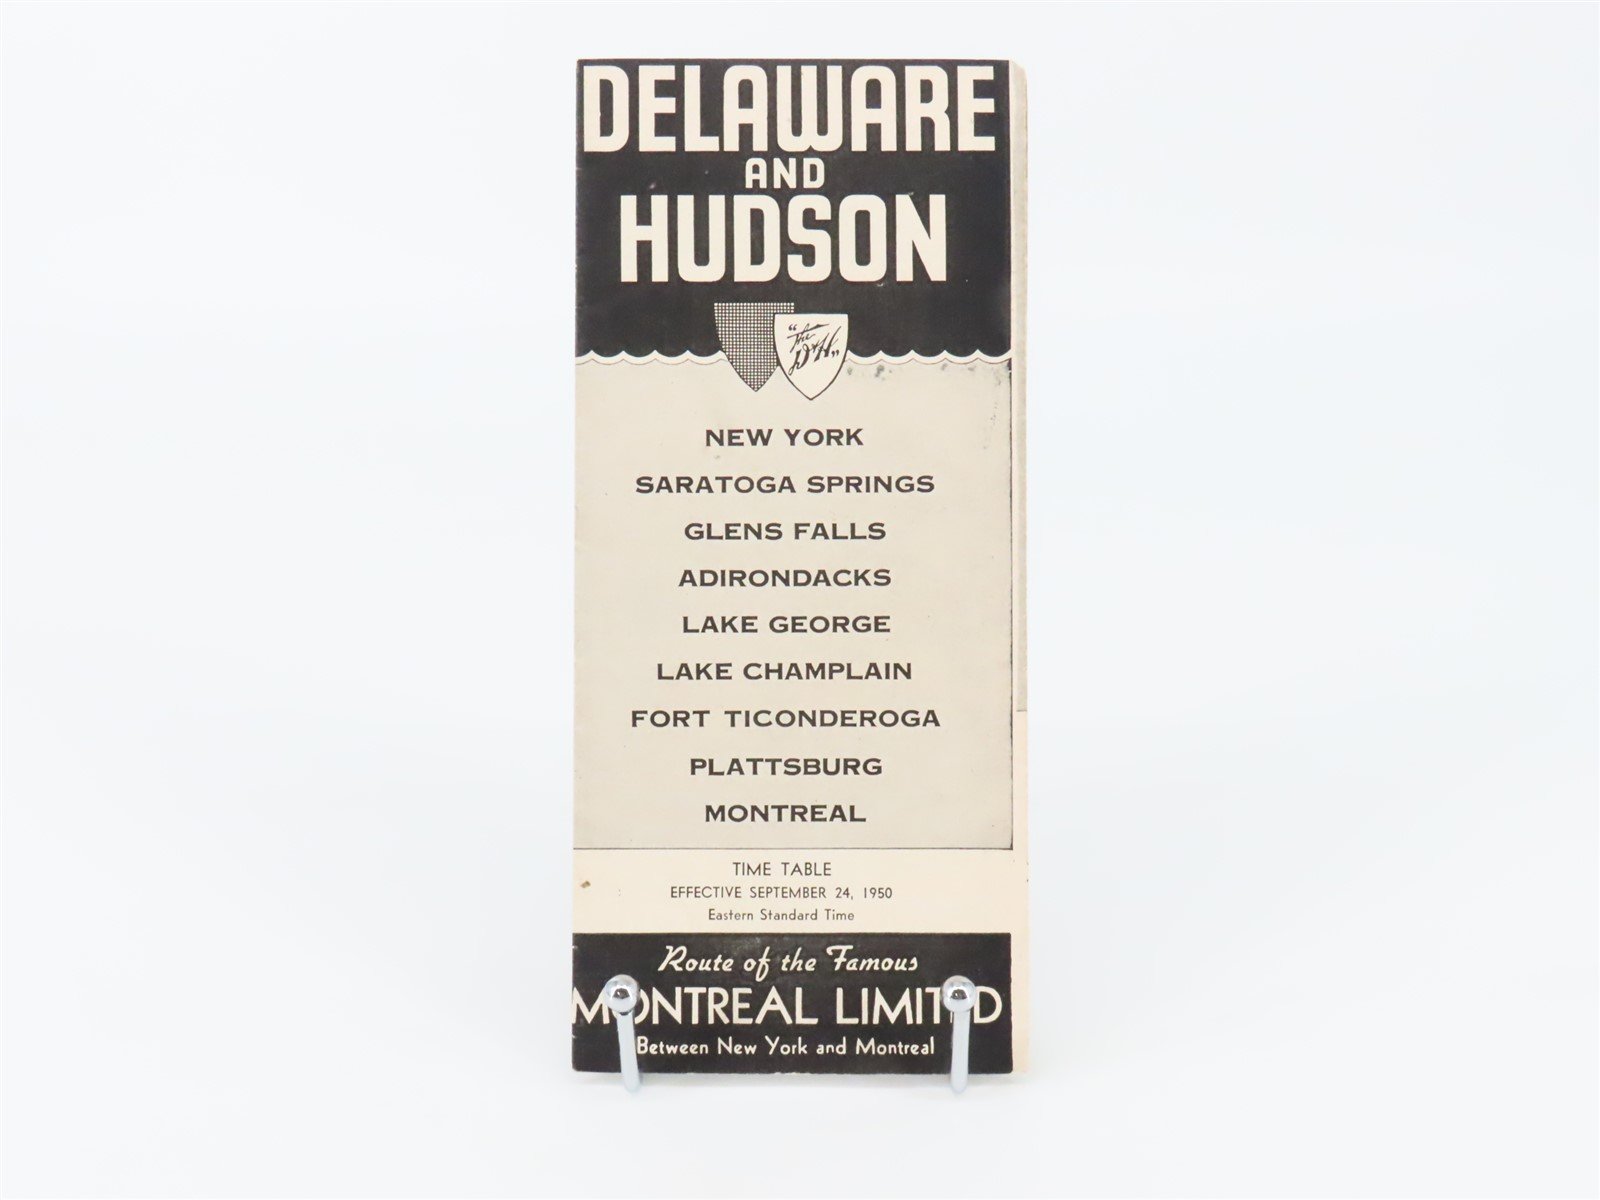 DELAWARE
AND
HUDSON
"The
D&H"
NEW YORK
SARATOGA SPRINGS
GLENS FALLS
ADIRONDACKS
LAKE GEORGE
LAKE CHAMPLAIN
FORT TICONDEROGA
PLATTSBURG
MONTREAL
TIME TABLE
EFFECTIVE SEPTEMBER 24, 1950
Eastern Standard Time
Route of the Famous
MONTREAL LIMITED
Between New York and Montreal